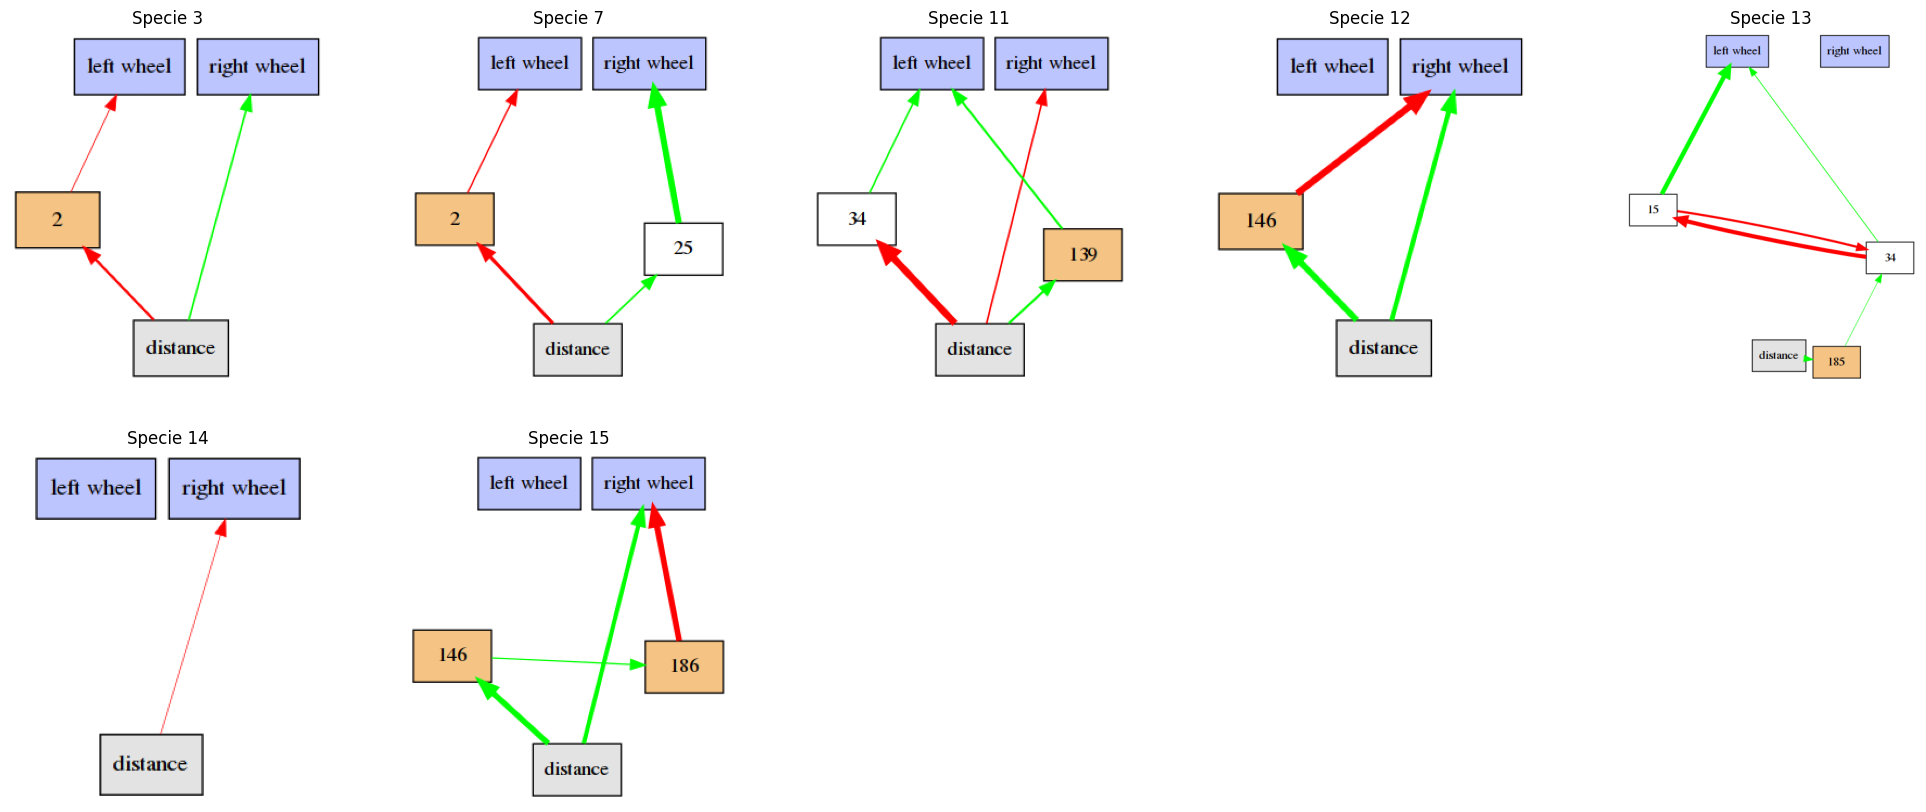 Specie 3
left wheel
right wheel
2
distance
Specie 7
left wheel
right wheel
2
25
distance
Specie 11
left wheel
right wheel
34
139
distance
Specie 12
left wheel
right wheel
146
distance
Specie 13
left wheel
right wheel
15
34
distance
185
Specie 14
left wheel
right wheel
distance
Specie 15
left wheel
right wheel
146
186
distance